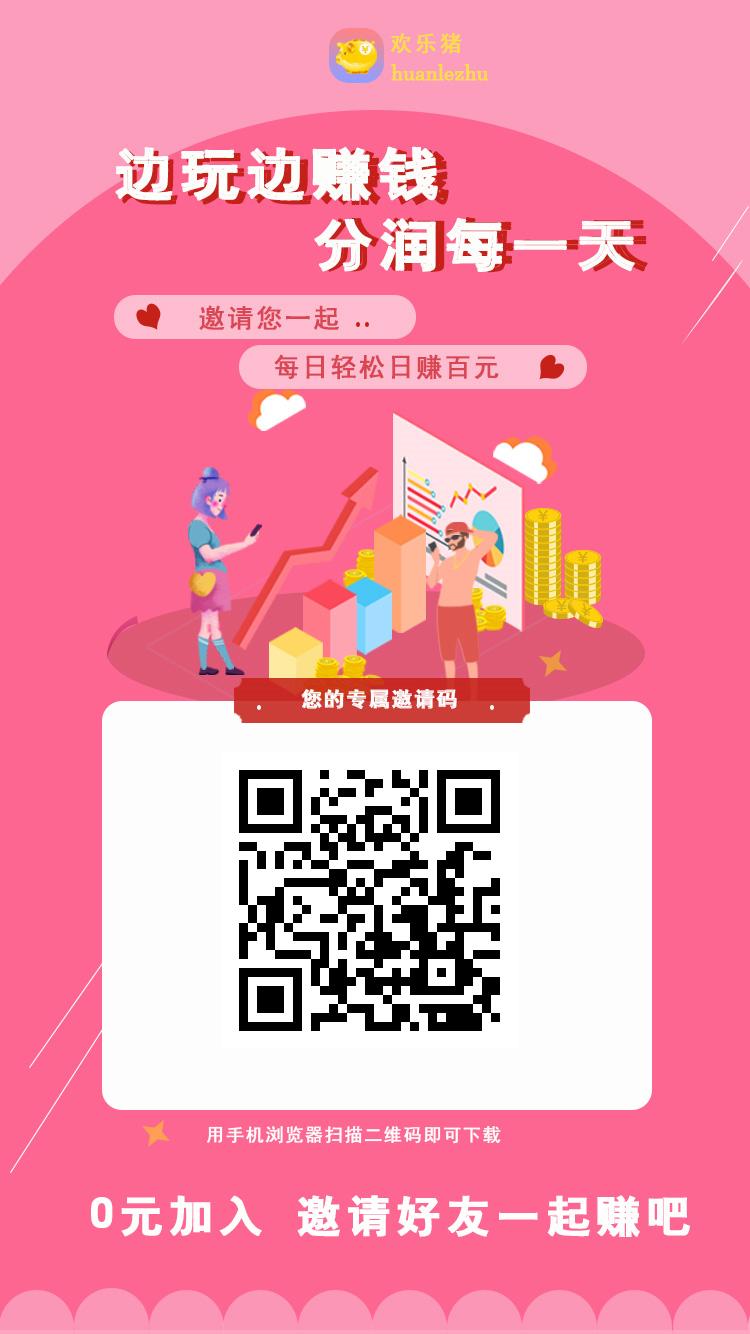 欢乐猪
huanlezhu
边玩边赚钱
分润每一天
邀请您一起 ..
每日轻松日赚百元
您的专属邀请码
用手机浏览器扫描二维码即可下载
0元加入 邀请好友一起赚吧